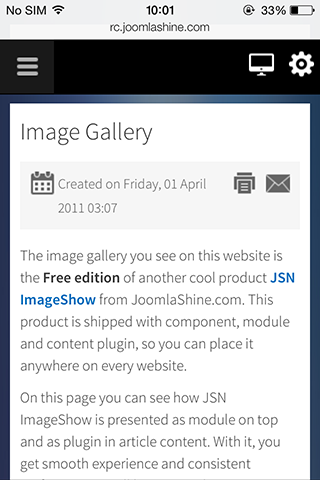 No SIM 10:01 33%
rc.joomlashine.com
Image Gallery
Created on Friday, 01 April
2011 03:07
The image gallery you see on this website is
the Free edition of another cool product JSN
ImageShow from JoomlaShine.com. This
product is shipped with component, module
and content plugin, so you can place it
anywhere on every website.
On this page you can see how JSN
ImageShow is presented as module on top
and as plugin in article content. With it, you
get smooth experience and consistent